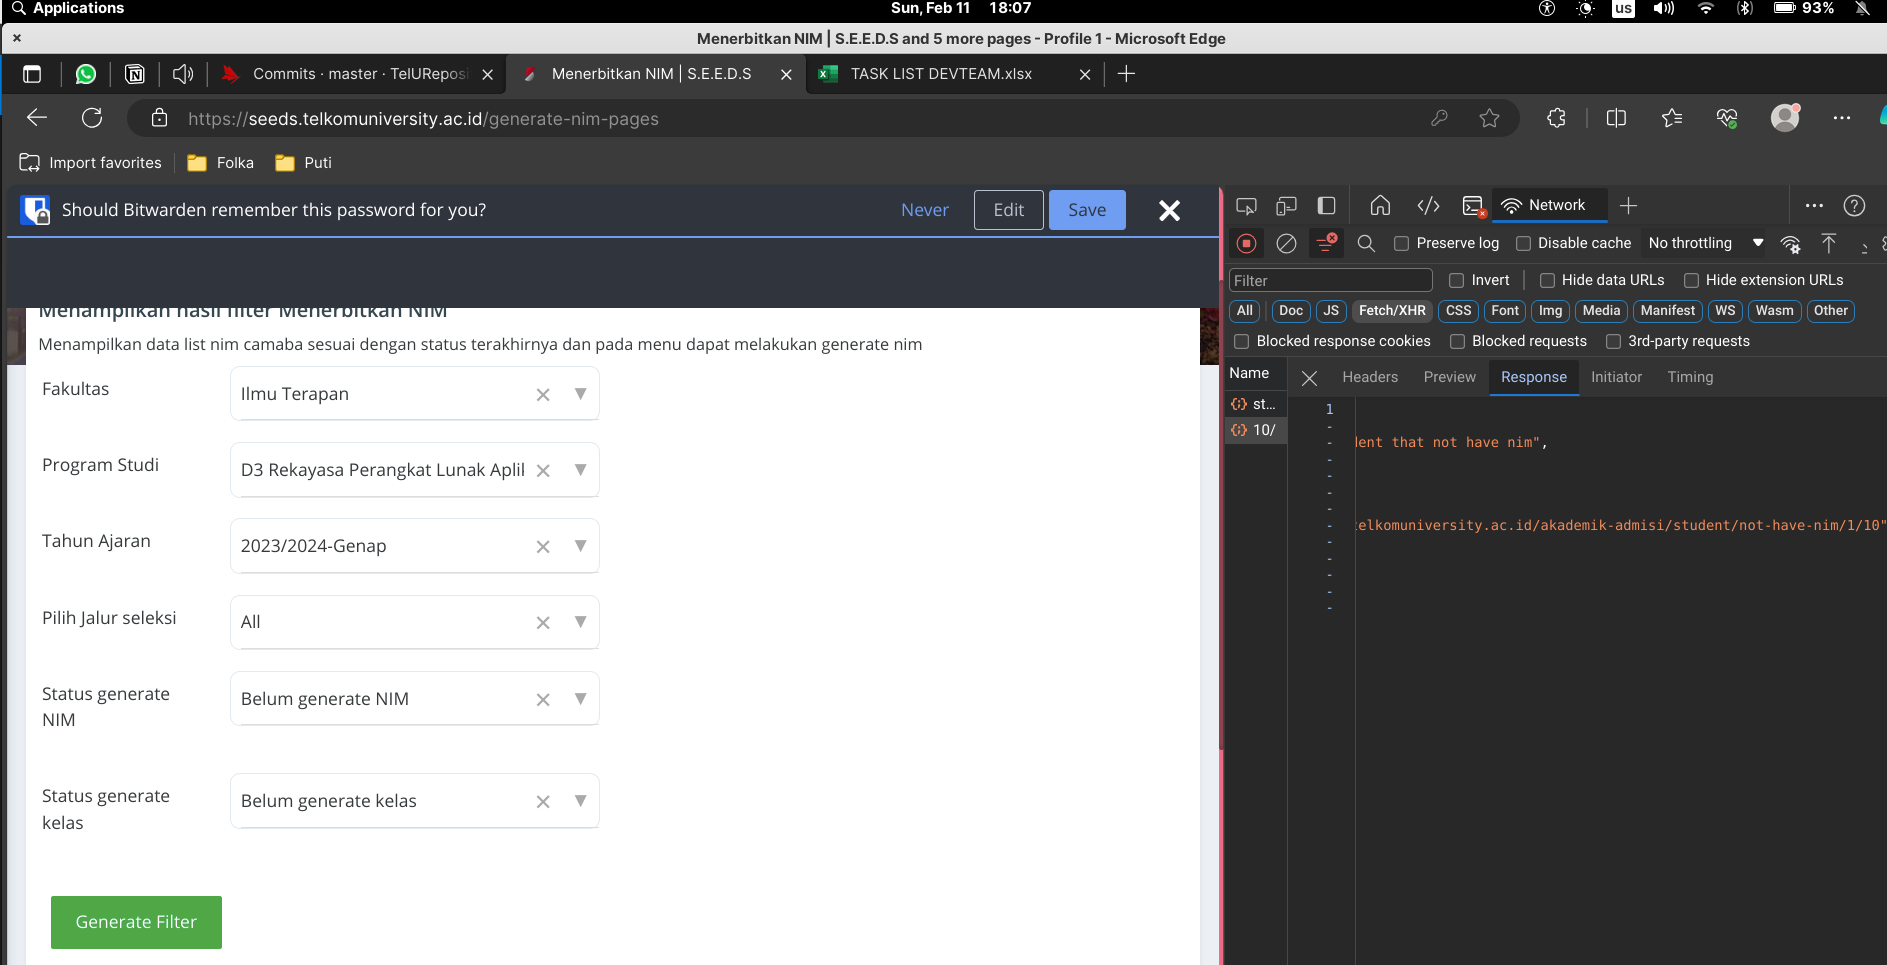 Applications Sun, Feb 11 18:07 us 93%
Menerbitkan NIM | S.E.E.D.S and 5 more pages - Profile 1 - Microsoft Edge
Commits · master · TelUReposi Menerbitkan NIM | S.E.E.D.S TASK LIST DEVTEAM.xlsx
https://seeds.telkomuniversity.ac.id/generate-nim-pages
Import favorites Folka Puti
Should Bitwarden remember this password for you? Never Edit Save
Menampilkan hasil filter Menerbitkan NIM
Menampilkan data list nim camaba sesuai dengan status terakhirnya dan pada menu dapat melakukan generate nim
Fakultas Ilmu Terapan
Program Studi D3 Rekayasa Perangkat Lunak Aplil
Tahun Ajaran 2023/2024-Genap
Pilih Jalur seleksi All
Status generate NIM Belum generate NIM
Status generate kelas Belum generate kelas
Generate Filter
Network
Preserve log Disable cache No throttling
Filter Invert Hide data URLs Hide extension URLs
All Doc JS Fetch/XHR CSS Font Img Media Manifest WS Wasm Other
Blocked response cookies Blocked requests 3rd-party requests
Name Headers Preview Response Initiator Timing
st...
10/
1
-
- dent that not have nim",
-
-
-
-
- telkomuniversity.ac.id/akademik-admisi/student/not-have-nim/1/10"
-
-
-
-
-